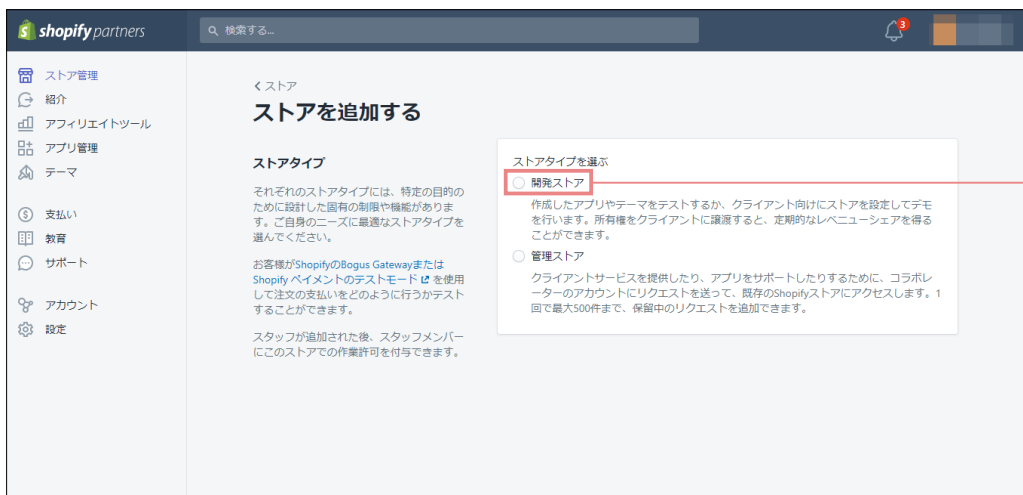 shopify partners
検索する...
3
ストア管理
紹介
アフィリエイトツール
アプリ管理
テーマ
支払い
教育
サポート
アカウント
設定
ストア
ストアを追加する
ストアタイプ
それぞれのストアタイプには、特定の目的の
ために設計した固有の制限や機能がありま
す。ご自身のニーズに最適なストアタイプを
選んでください。
お客様がShopifyのBogus Gatewayまたは
Shopify ペイメントのテストモード を使用
して注文の支払いをどのように行うかテスト
することができます。
スタッフが追加された後、スタッフメンバー
にこのストアでの作業許可を付与できます。
ストアタイプを選ぶ
開発ストア
作成したアプリやテーマをテストするか、クライアント向けにストアを設定してデモ
を行います。所有権をクライアントに譲渡すると、定期的なレベニューシェアを得る
ことができます。
管理ストア
クライアントサービスを提供したり、アプリをサポートしたりするために、コラボレ
ーターのアカウントにリクエストを送って、既存のShopifyストアにアクセスします。1
回で最大500件まで、保留中のリクエストを追加できます。